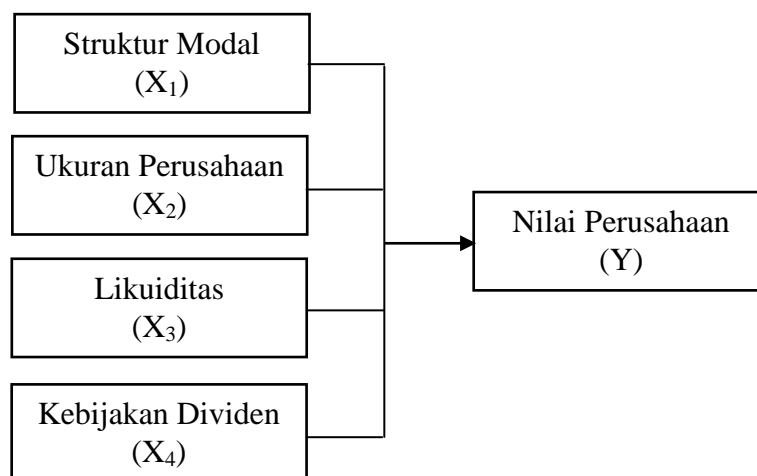 Struktur Modal
(X₁)
Ukuran Perusahaan
(X₂)
Likuiditas
(X₃)
Kebijakan Dividen
(X₄)
Nilai Perusahaan
(Y)